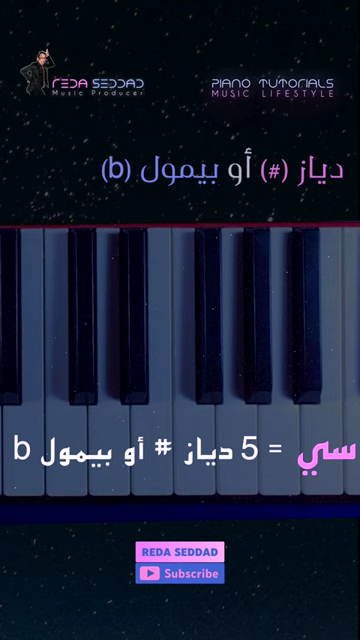 REDA SEDDAD
Music Producer
PIANO TUTORIALS
MUSIC LIFESTYLE
دياز (#) أو بيمول (b)
سي = 5 دياز # أو بيمول b
REDA SEDDAD
Subscribe